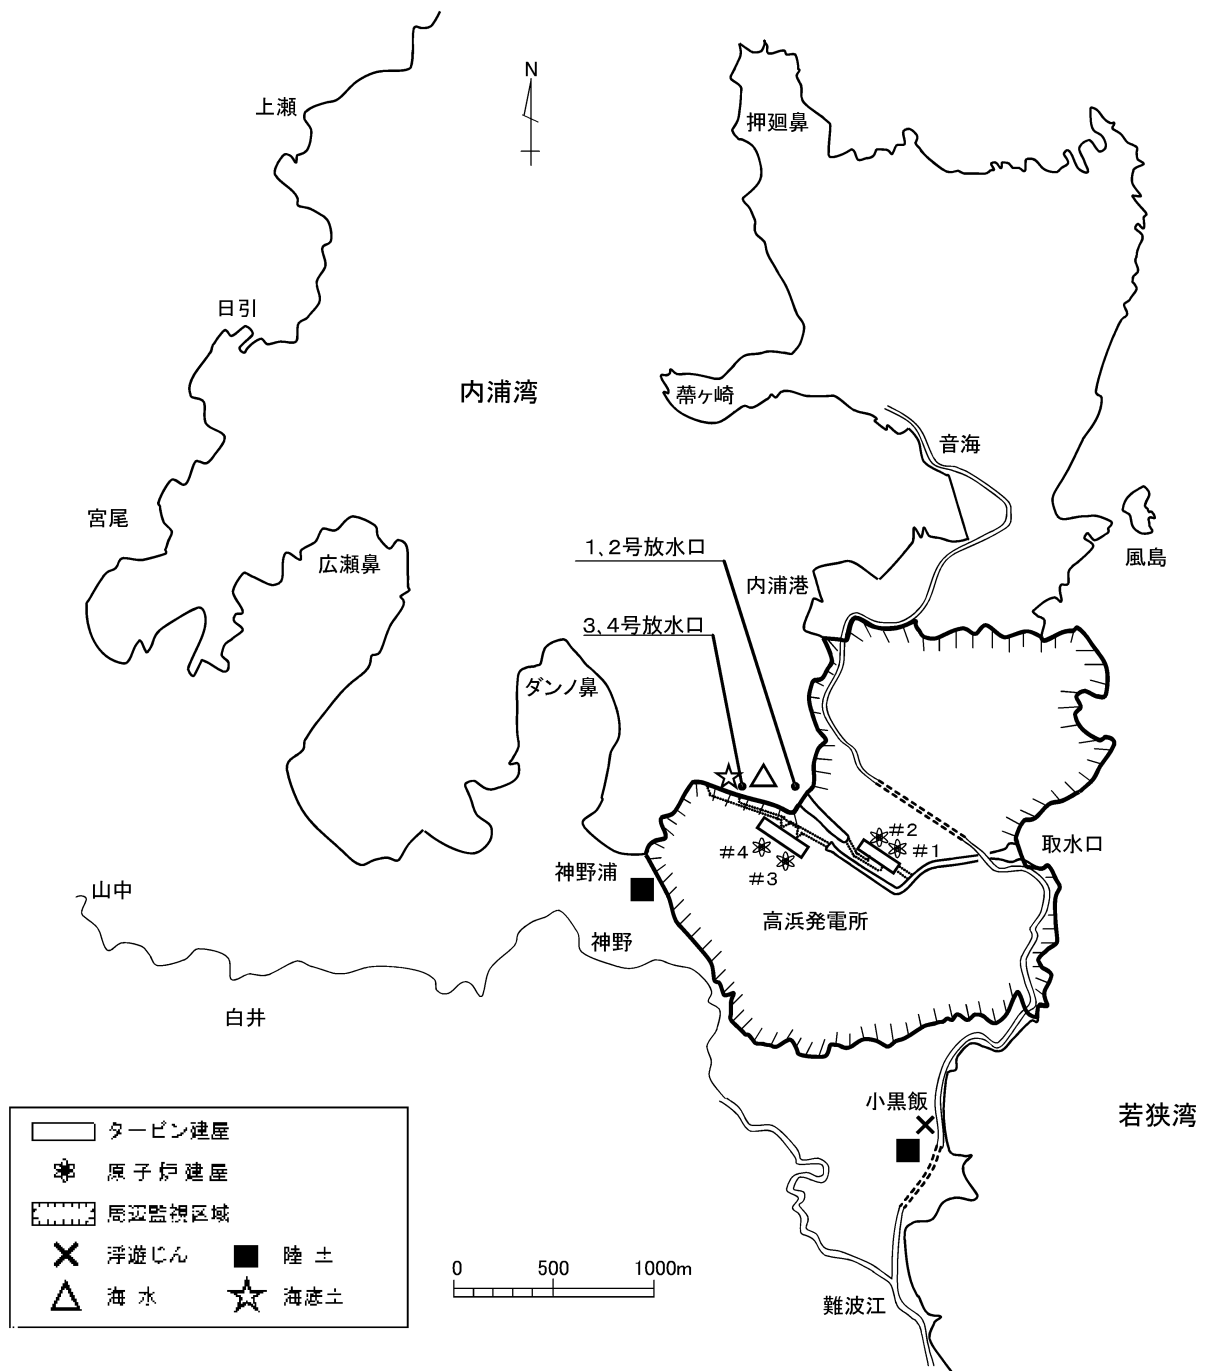 N
上瀬
押廻鼻
日引
内浦湾
蔕ヶ崎
音海
宮尾
広瀬鼻
1、2号放水口
内浦港
風島
3、4号放水口
ダンノ鼻
#2
#1
取水口
#4
#3
神野浦
山中
高浜発電所
神野
白井
小黒飯
若狭湾
難波江
タービン建屋
原子炉建屋
周辺監視区域
浮遊じん
陸土
海水
海底土
0 500 1000m